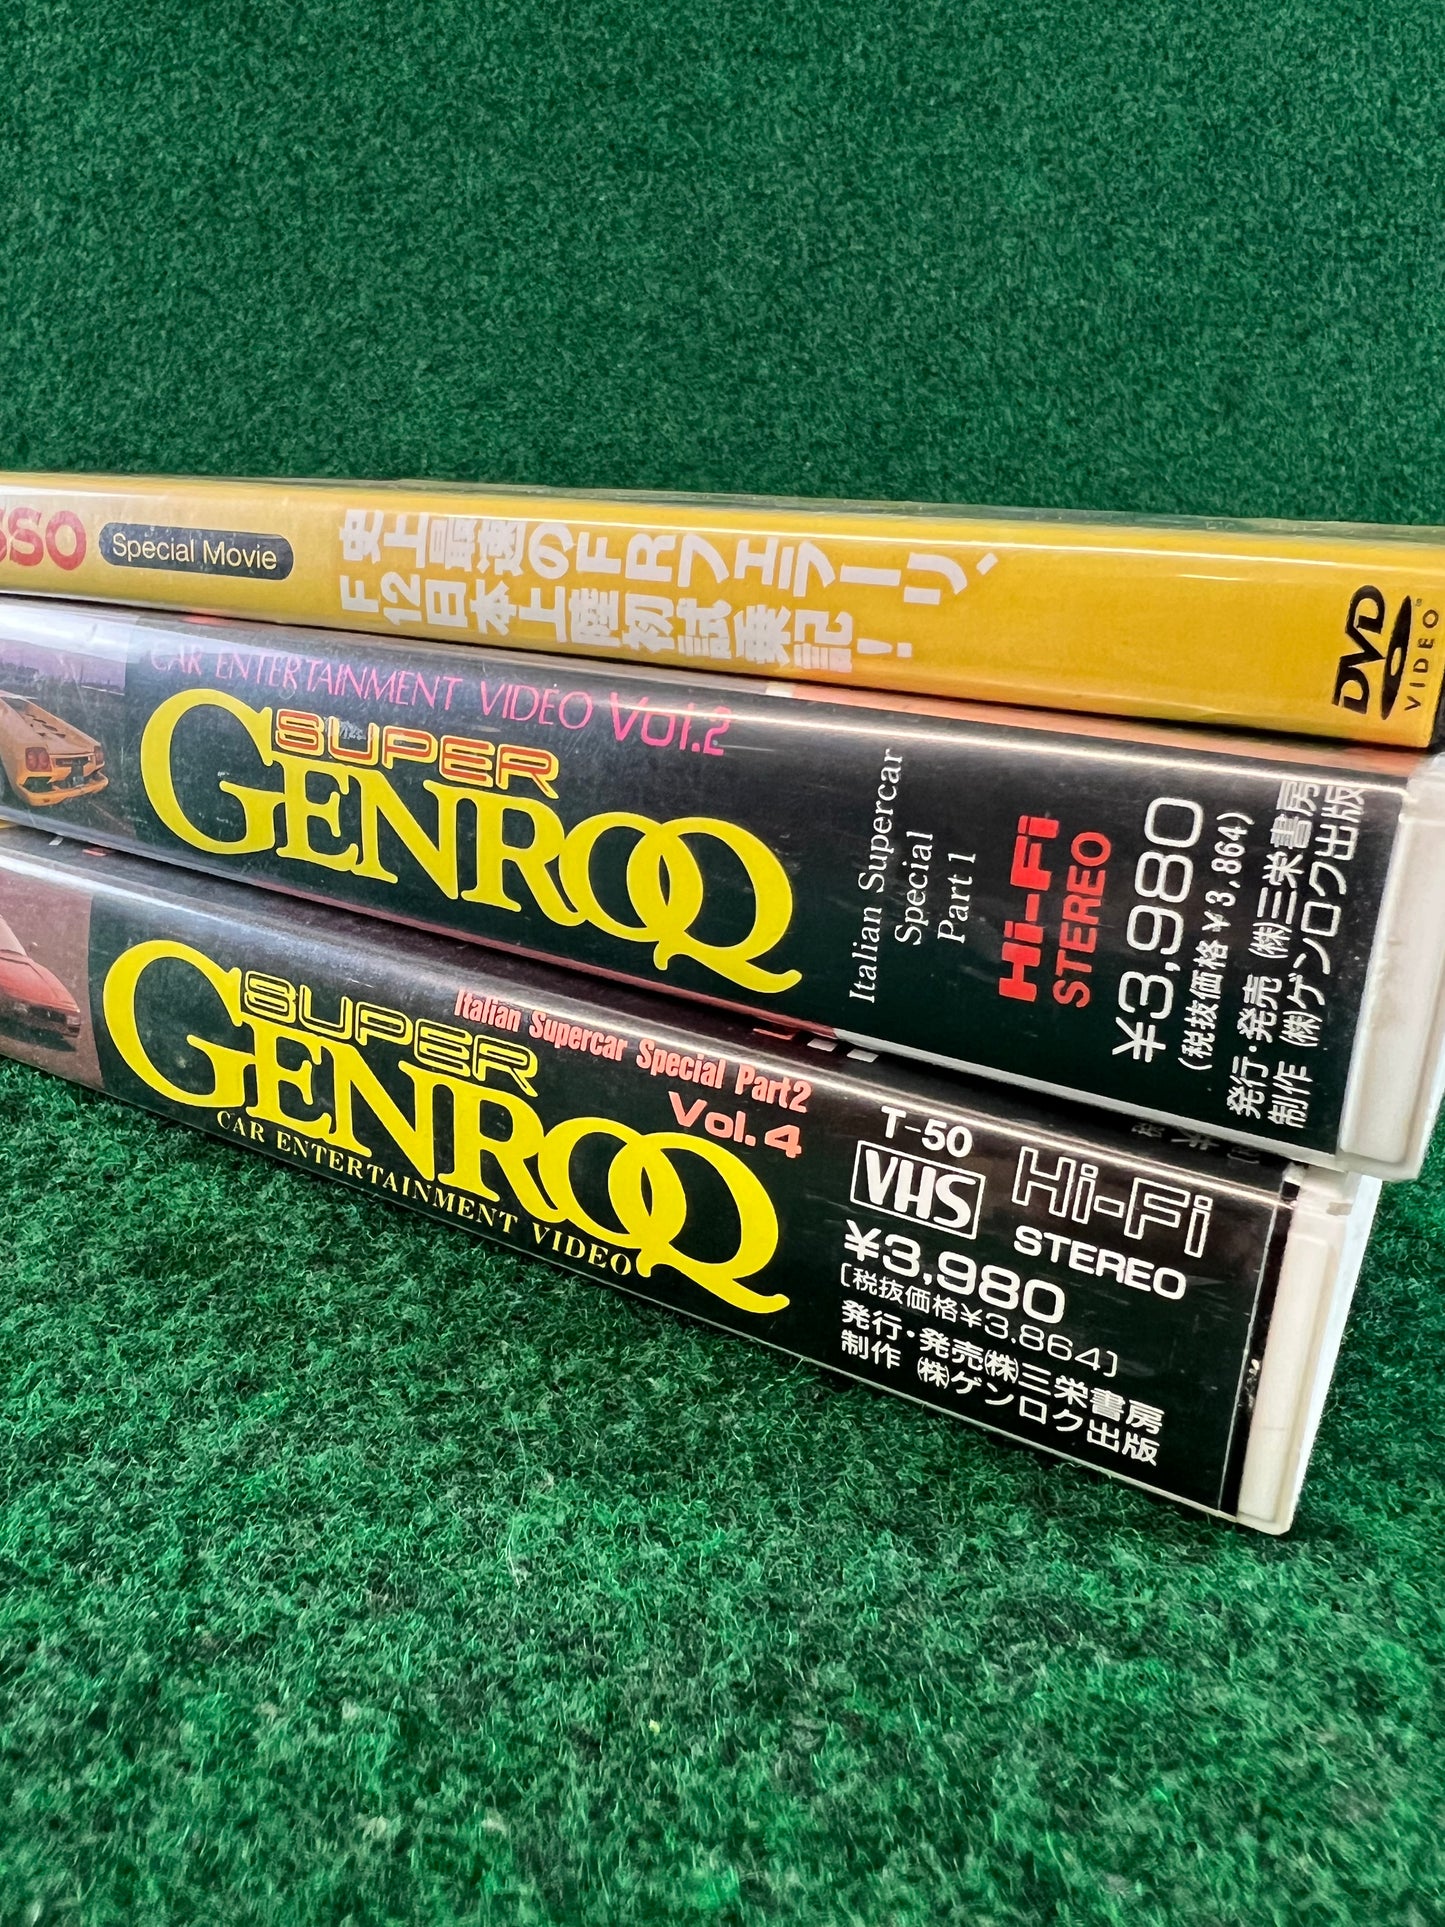 SSO
Special Movie
史上最速のFRフェラーリ、
F12日本上陸初試乗記!
DVD
VIDEO
CAR ENTERTAINMENT VIDEO Vol.2
SUPER
GENROQ
Italian Supercar
Special
Part 1
Hi-Fi
STEREO
¥3,980
(税抜価格¥3,864)
発行・発売 ㈱三栄書房
制作 ㈱ゲンロク出版
Italian Supercar Special Part2
Vol.4
SUPER
GENROQ
CAR ENTERTAINMENT VIDEO
T-50
VHS
Hi-Fi
STEREO
¥3,980
[税抜価格¥3,864]
発行・発売㈱三栄書房
制作 ㈱ゲンロク出版